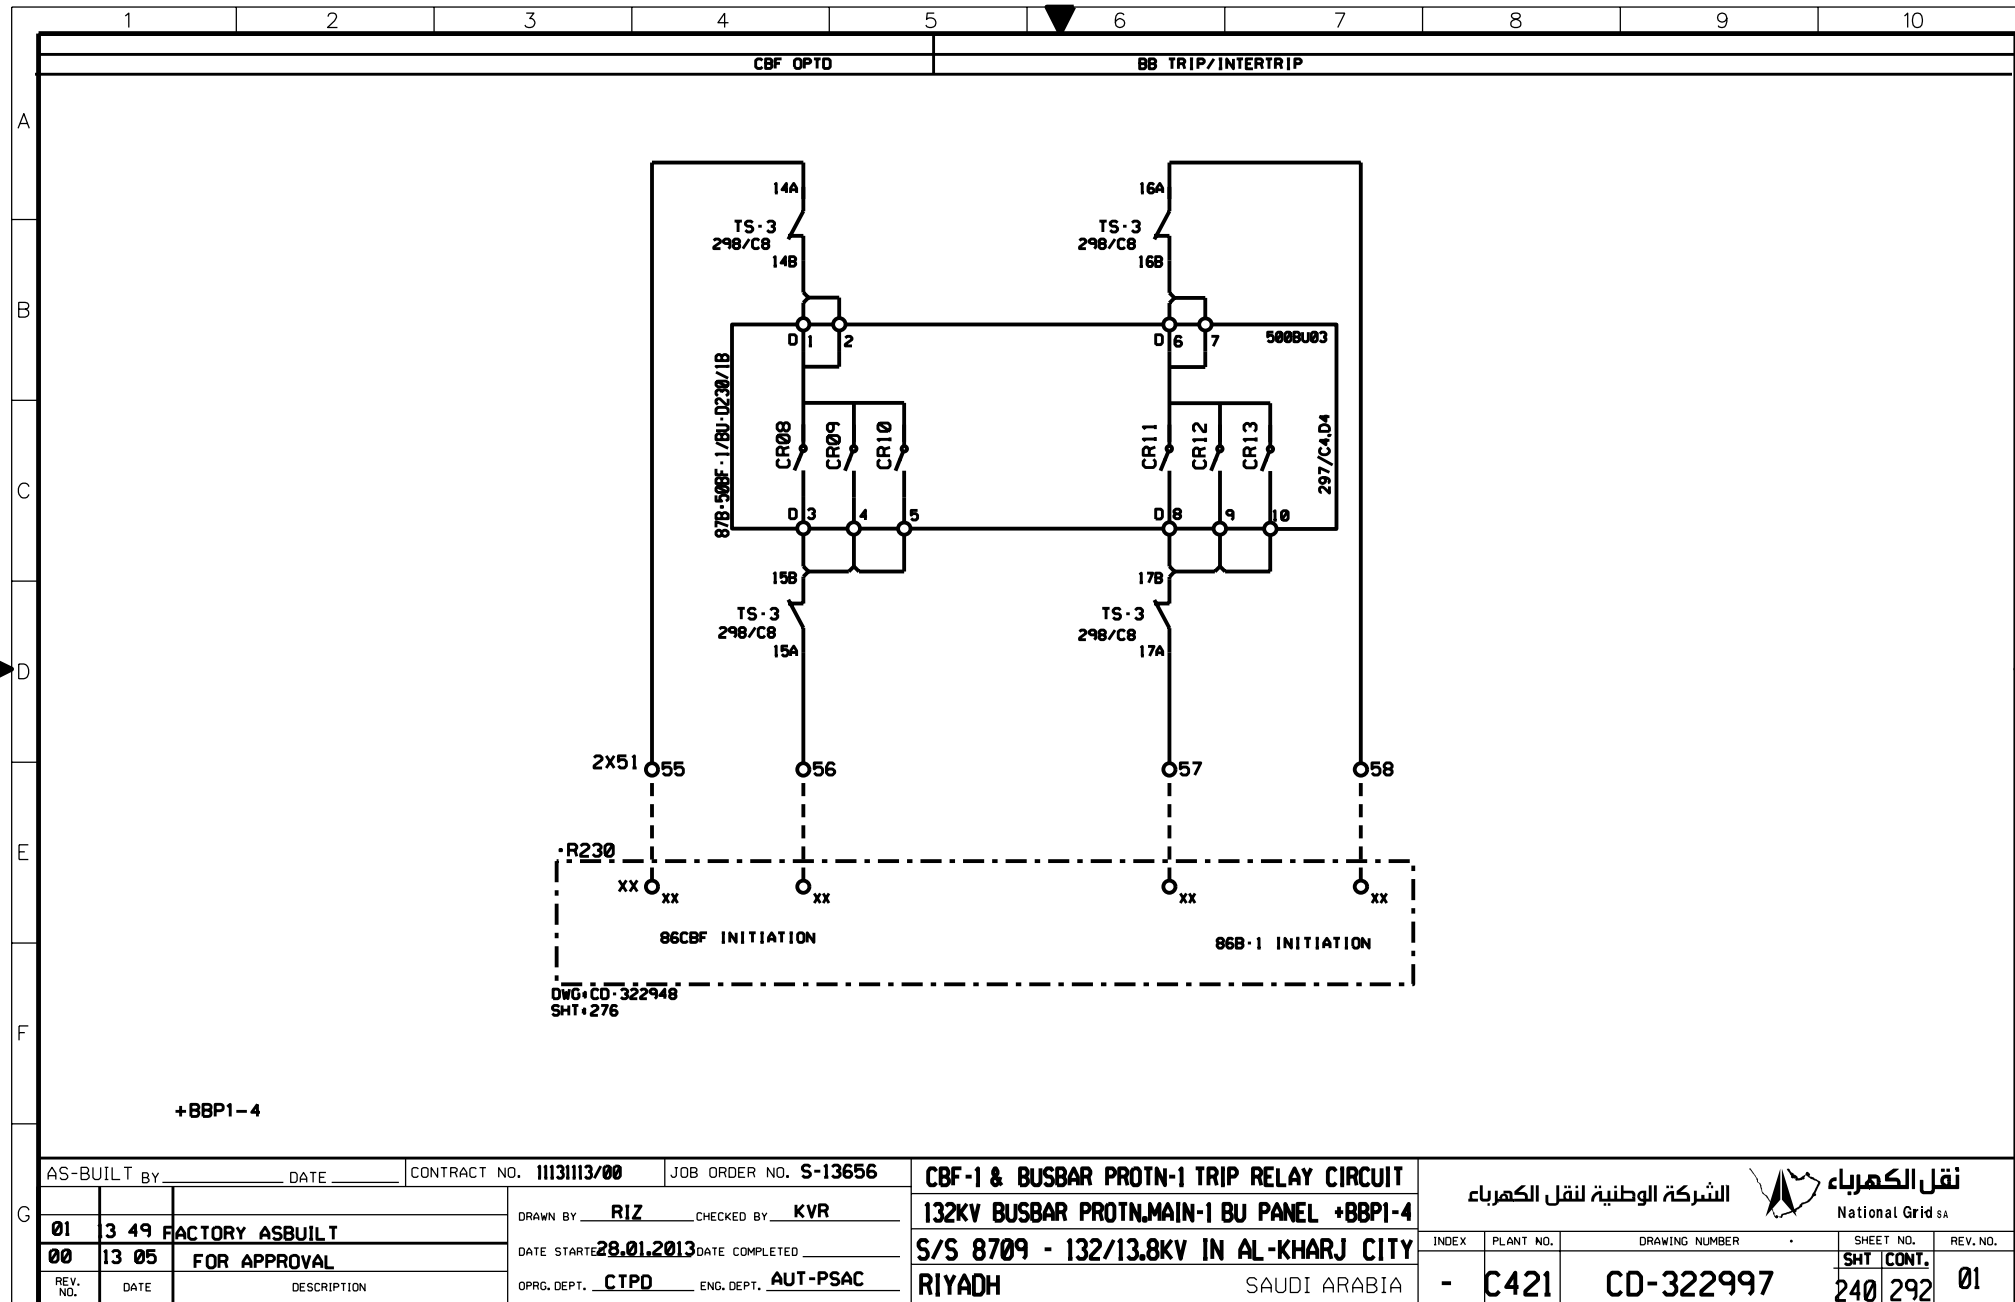 1 2 3 4 5 6 7 8 9 10
CBF OPTO BB TRIP/INTERTRIP
A
B
C
D
E
F
G
14A 16A
TS-3 TS-3
298/C8 298/C8
14B 16B
D 1 2 D 6 7 500BU03
87B-50BF-1/BU-D230/1B
CR08 CR09 CR10 CR11 CR12 CR13
297/C4,D4
D 3 4 5 D 8 9 10
15B 17B
TS-3 TS-3
298/C8 298/C8
15A 17A
2X51 55 56 57 58
-R230
XX XX XX XX XX
86CBF INITIATION 86B-1 INITIATION
DWG:CD-322948
SHT:276
+BBP1-4
AS-BUILT BY DATE CONTRACT NO. 11131113/00 JOB ORDER NO. S-13656
01 13 49 FACTORY ASBUILT
00 13 05 FOR APPROVAL
REV. NO. DATE DESCRIPTION
DRAWN BY RIZ CHECKED BY KVR
DATE STARTE 28.01.2013 DATE COMPLETED
OPRG. DEPT. CTPD ENG. DEPT. AUT-PSAC
CBF-1 & BUSBAR PROTN-1 TRIP RELAY CIRCUIT
132KV BUSBAR PROTN.MAIN-1 BU PANEL +BBP1-4
S/S 8709 - 132/13.8KV IN AL-KHARJ CITY
RIYADH SAUDI ARABIA
الشركة الوطنية لنقل الكهرباء
نقل الكهرباء
National Grid SA
INDEX PLANT NO. DRAWING NUMBER SHEET NO. REV. NO.
SHT CONT.
- C421 CD-322997 240 292 01